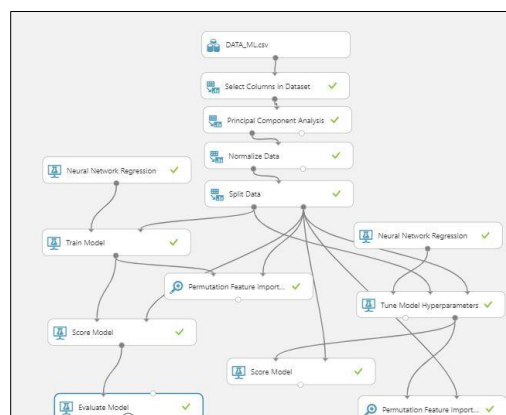 DATA_ML.csv
Select Columns in Dataset
Principal Component Analysis
Normalize Data
Neural Network Regression
Split Data
Train Model
Neural Network Regression
Permutation Feature Import...
Tune Model Hyperparameters
Score Model
Score Model
Evaluate Model
Permutation Feature Import...